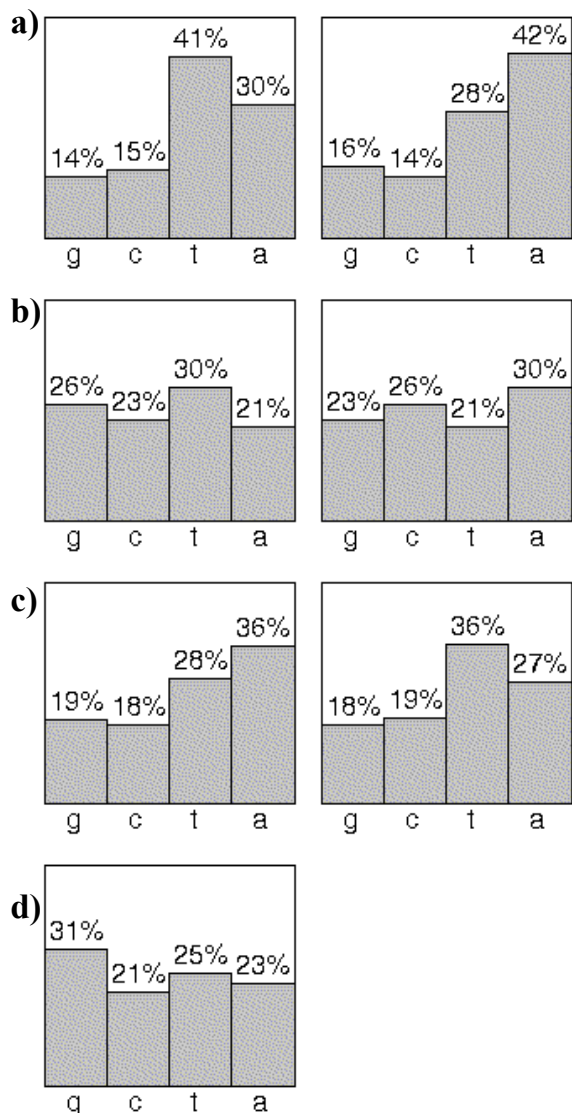 a)
41% 42%
30% 28%
14% 15% 16% 14%
g c t a g c t a
b)
26% 23% 30% 21% 23% 26% 21% 30%
g c t a g c t a
c)
19% 18% 28% 36% 18% 19% 36% 27%
g c t a g c t a
d)
31% 21% 25% 23%
g c t a